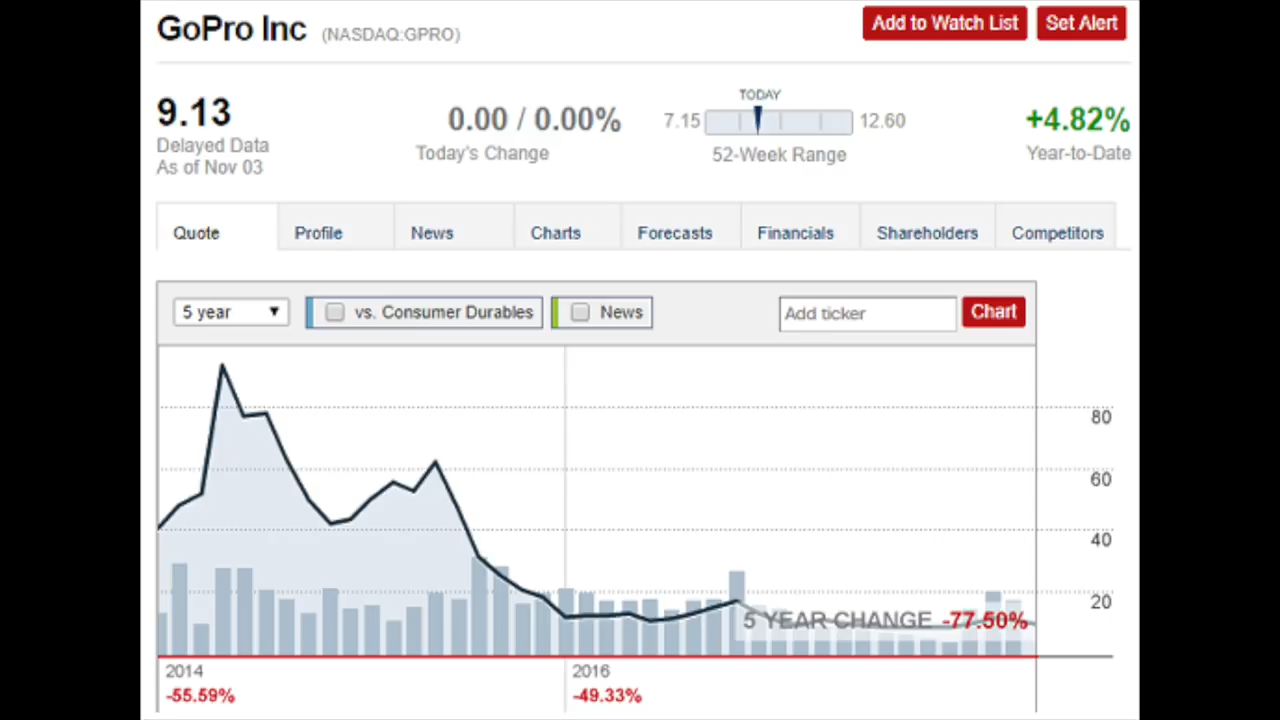 GoPro Inc (NASDAQ:GPRO)
Add to Watch List Set Alert
9.13
Delayed Data
As of Nov 03
0.00 / 0.00%
Today's Change
TODAY
7.15 12.60
52-Week Range
+4.82%
Year-to-Date
Quote Profile News Charts Forecasts Financials Shareholders Competitors
5 year vs. Consumer Durables News Add ticker Chart
80
60
40
20
5 YEAR CHANGE -77.50%
2014 2016
-55.59% -49.33%